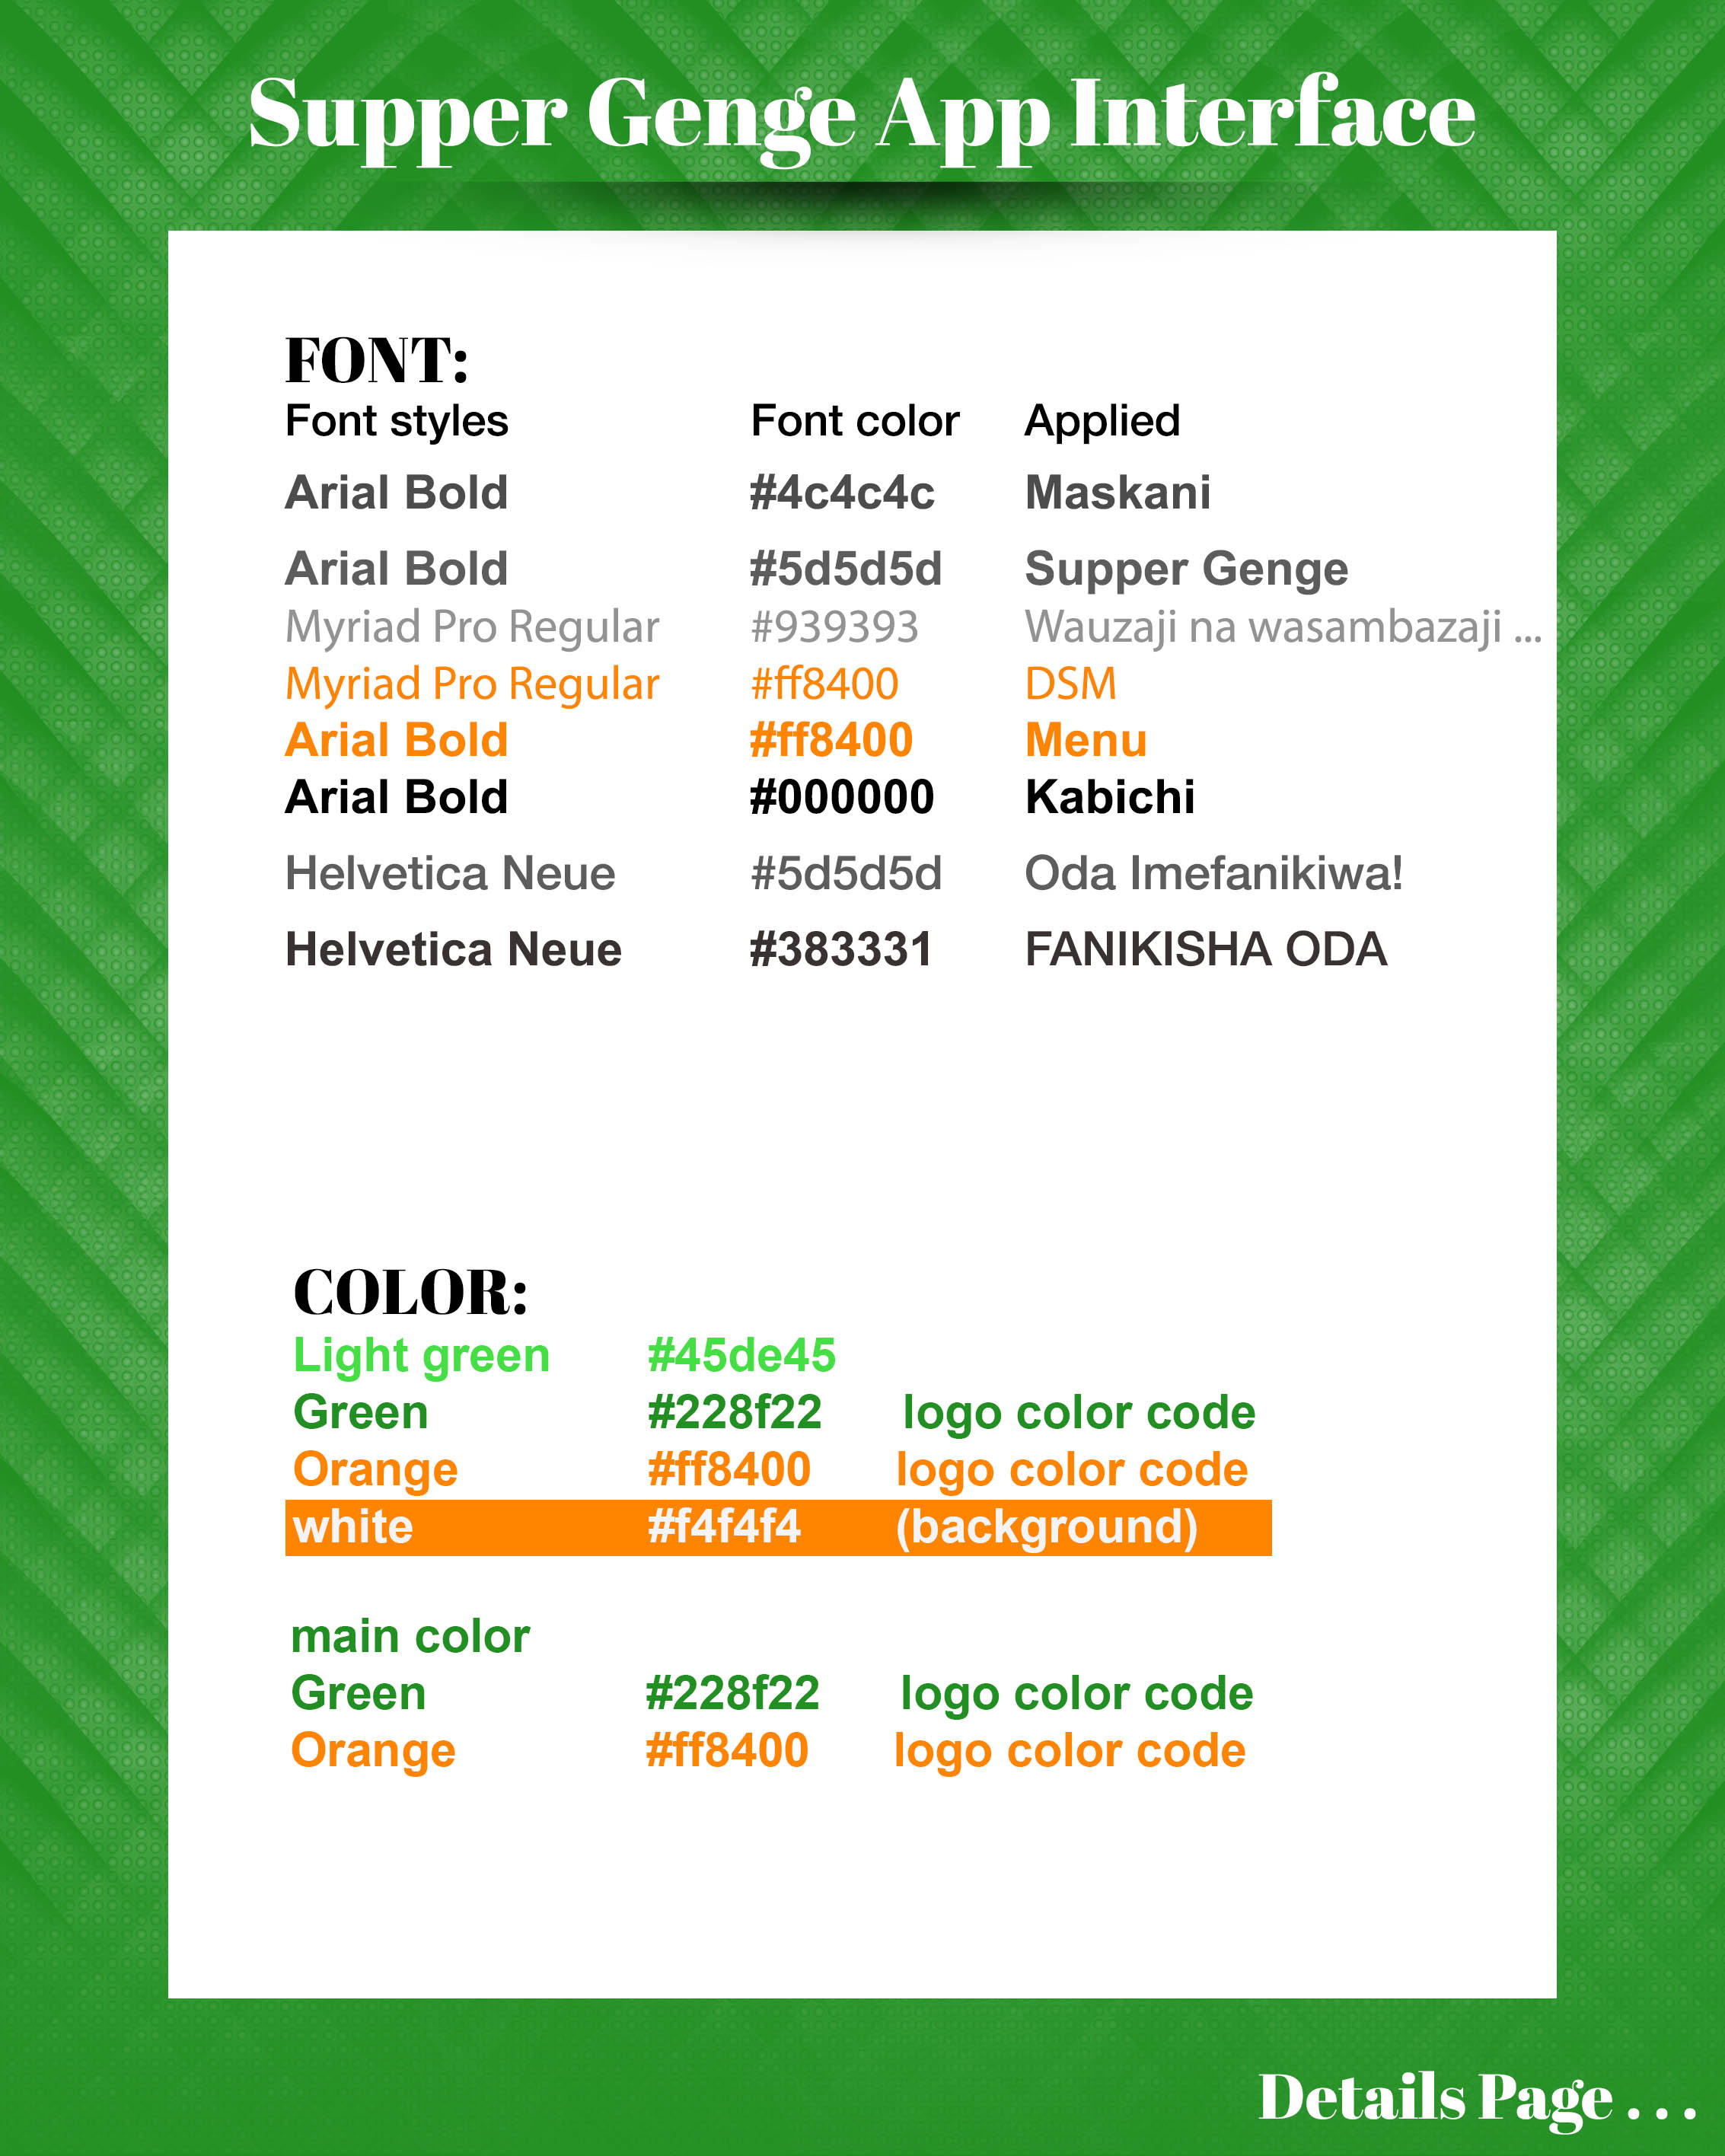 Supper Genge App Interface
FONT:
Font styles Font color Applied
Arial Bold #4c4c4c Maskani
Arial Bold #5d5d5d Supper Genge
Myriad Pro Regular #939393 Wauzaji na wasambazaji ...
Myriad Pro Regular #ff8400 DSM
Arial Bold #ff8400 Menu
Arial Bold #000000 Kabichi
Helvetica Neue #5d5d5d Oda Imefanikiwa!
Helvetica Neue #383331 FANIKISHA ODA
COLOR:
Light green #45de45
Green #228f22 logo color code
Orange #ff8400 logo color code
white #f4f4f4 (background)
main color
Green #228f22 logo color code
Orange #ff8400 logo color code
Details Page . . .